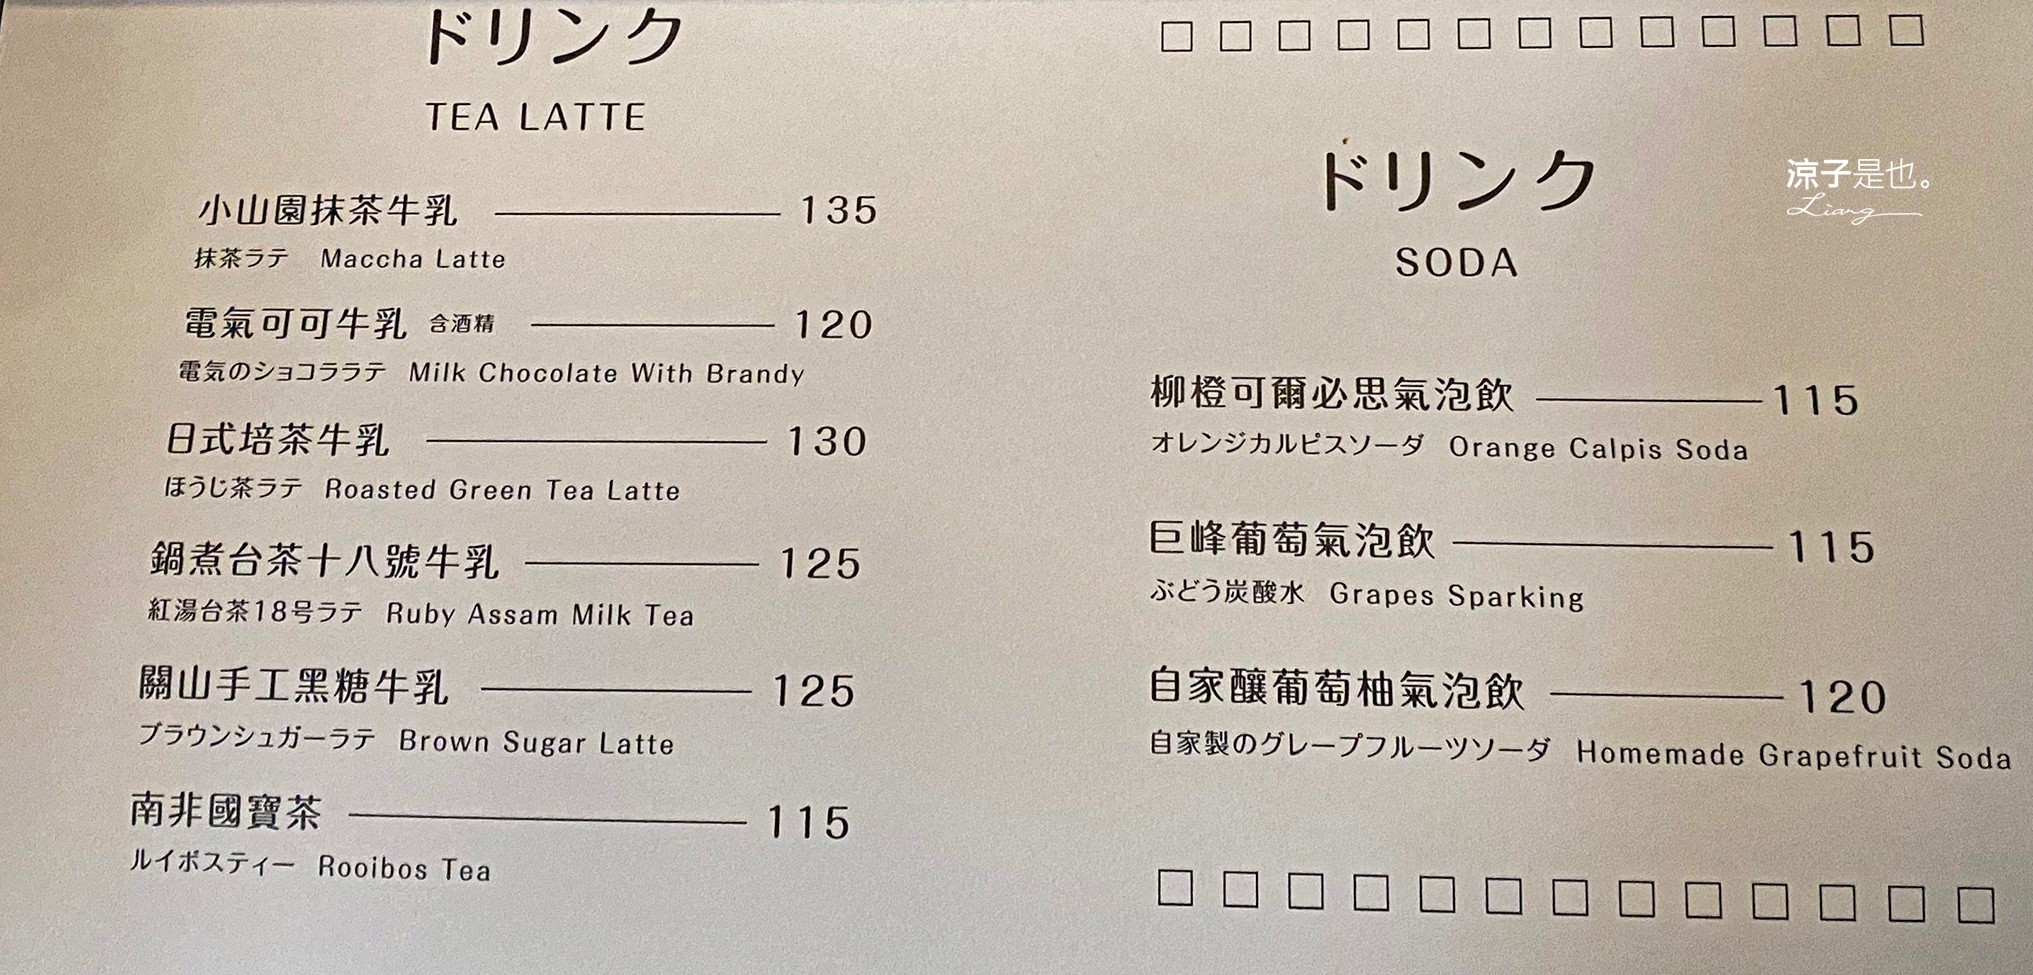 ドリンク
TEA LATTE
小山園抹茶牛乳 135
抹茶ラテ Maccha Latte
電氣可可牛乳 含酒精 120
電気のショコララテ Milk Chocolate With Brandy
日式培茶牛乳 130
ほうじ茶ラテ Roasted Green Tea Latte
鍋煮台茶十八號牛乳 125
紅湯台茶18号ラテ Ruby Assam Milk Tea
關山手工黑糖牛乳 125
ブラウンシュガーラテ Brown Sugar Latte
南非國寶茶 115
ルイボスティー Rooibos Tea
ドリンク
SODA
柳橙可爾必思氣泡飲 115
オレンジカルピスソーダ Orange Calpis Soda
巨峰葡萄氣泡飲 115
ぶどう炭酸水 Grapes Sparking
自家釀葡萄柚氣泡飲 120
自家製のグレープフルーツソーダ Homemade Grapefruit Soda
涼子是也。
Liang